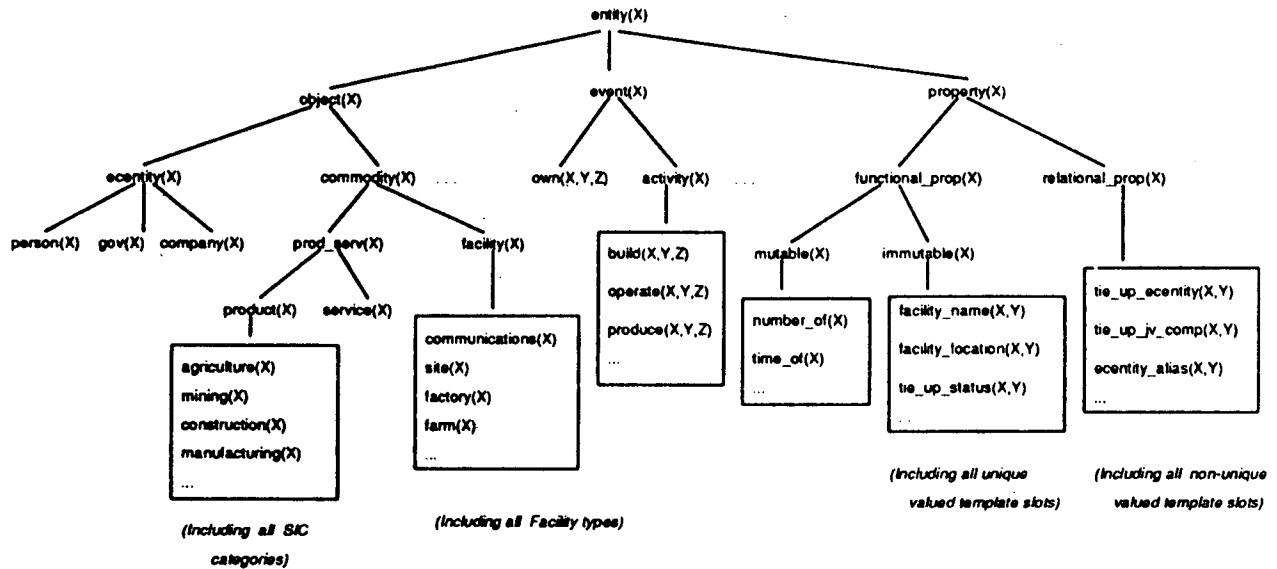 entity(X)
object(X) event(X) property(X)
ecentity(X) commodity(X) ... own(X,Y,Z) activity(X) ... functional_prop(X) relational_prop(X)
person(X) gov(X) company(X) prod_serv(X) facility(X) mutable(X) immutable(X)
product(X) service(X)
agriculture(X)
mining(X)
construction(X)
manufacturing(X)
...
(Including all SIC
categories)
communications(X)
site(X)
factory(X)
farm(X)
...
(Including all Facility types)
build(X,Y,Z)
operate(X,Y,Z)
produce(X,Y,Z)
...
number_of(X)
time_of(X)
...
facility_name(X,Y)
facility_location(X,Y)
tie_up_status(X,Y)
...
(Including all unique
valued template slots)
tie_up_ecentity(X,Y)
tie_up_jv_comp(X,Y)
ecentity_alias(X,Y)
...
(Including all non-unique
valued template slots)